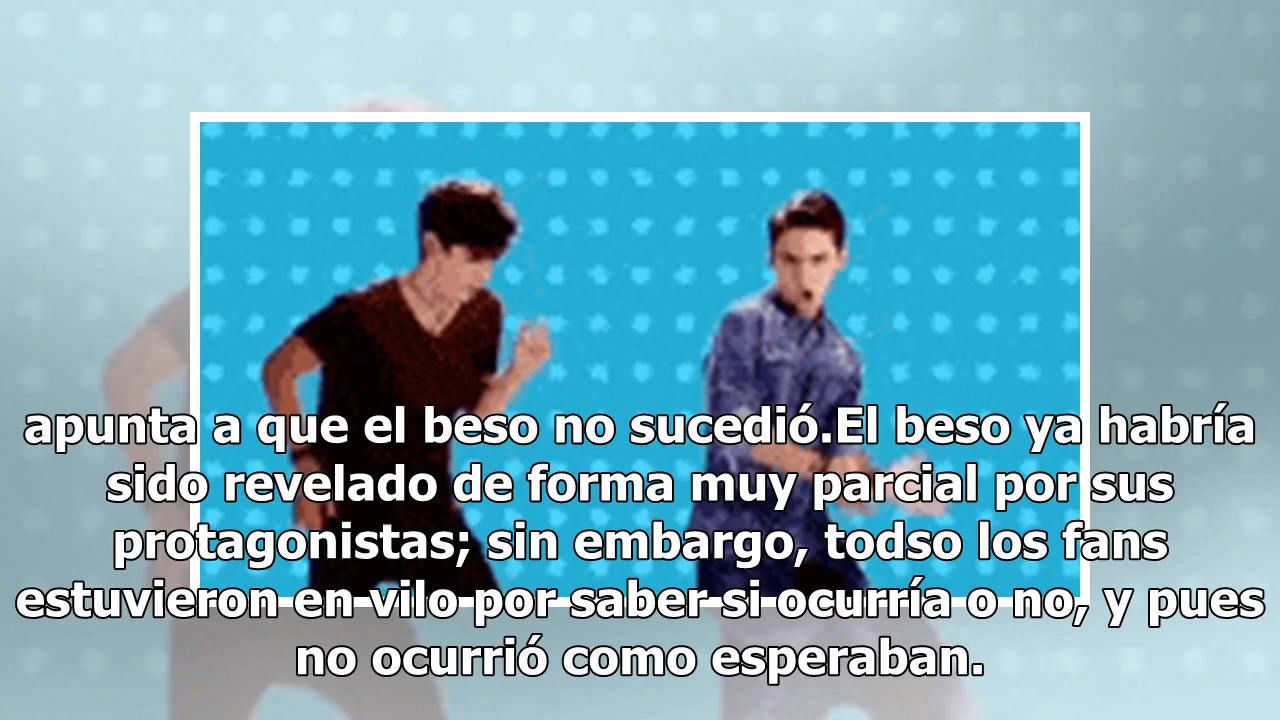 apunta a que el beso no sucedió.El beso ya habría
sido revelado de forma muy parcial por sus
protagonistas; sin embargo, todso los fans
estuvieron en vilo por saber si ocurría o no, y pues
no ocurrió como esperaban.